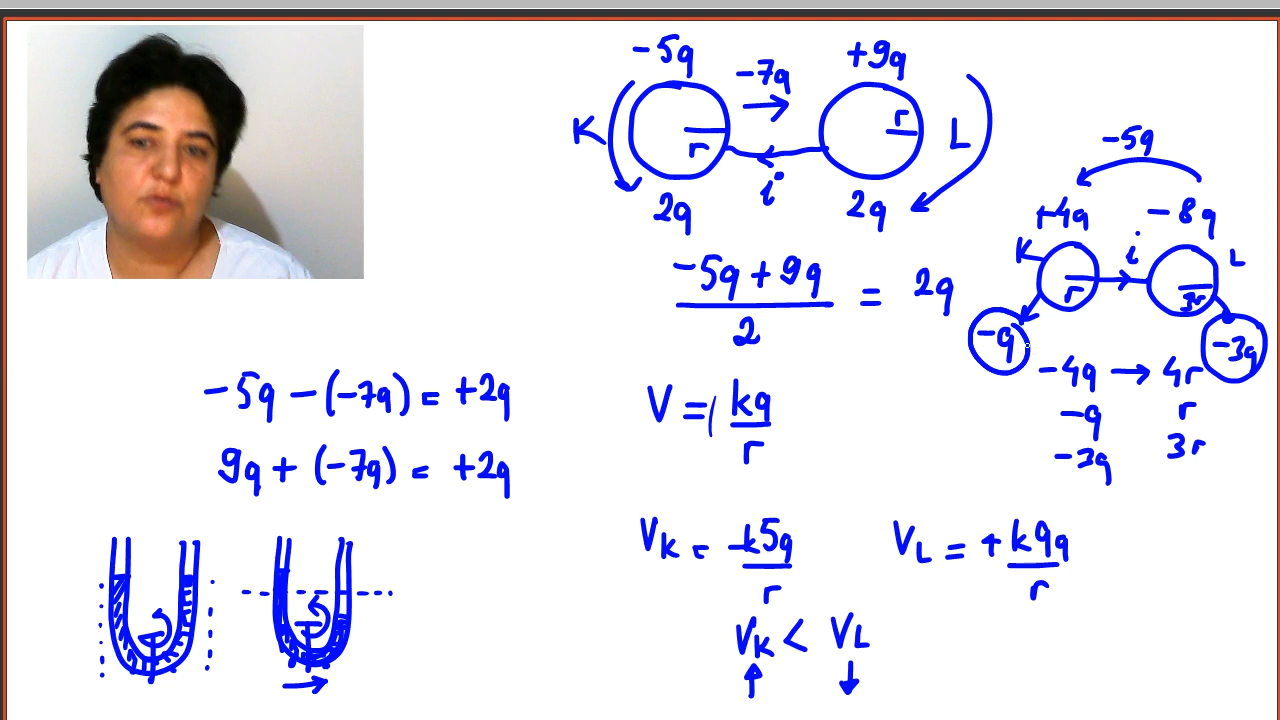 -5q -7q +9q
K r r L
i
2q 2q
-5q + 9q
2
= 2q
-5q
+4q -8q
K i L
r 3r
-q -3q
-4q → 4r
-q r
-3q 3r
-5q - (-7q) = +2q
9q + (-7q) = +2q
V = kq
r
VK = -k5q
r
VL = +k9q
r
VK < VL
↑ ↓